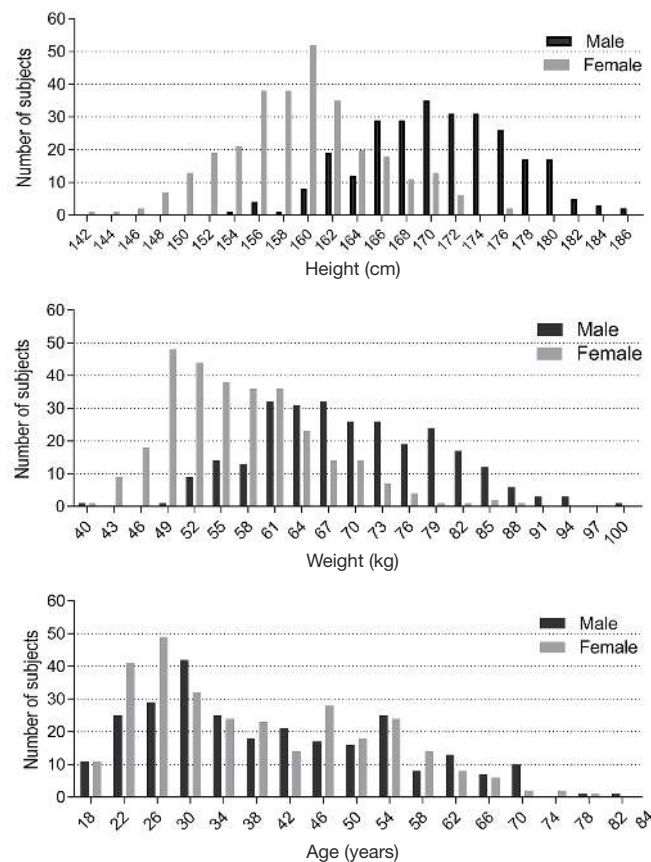 60
50
40
30
20
10
0
Number of subjects
Male
Female
142 144 146 148 150 152 154 156 158 160 162 164 166 168 170 172 174 176 178 180 182 184 186
Height (cm)
60
50
40
30
20
10
0
Number of subjects
Male
Female
40 43 46 49 52 55 58 61 64 67 70 73 76 79 82 85 88 91 94 97 100
Weight (kg)
60
50
40
30
20
10
0
Number of subjects
Male
Female
18 22 26 30 34 38 42 46 50 54 58 62 66 70 74 78 82 84
Age (years)